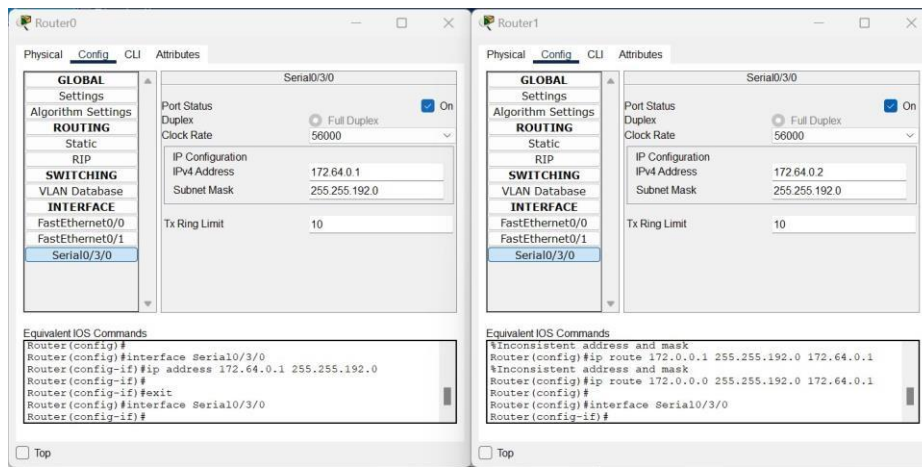 Router0
Physical Config CLI Attributes
GLOBAL
Settings
Algorithm Settings
ROUTING
Static
RIP
SWITCHING
VLAN Database
INTERFACE
FastEthernet0/0
FastEthernet0/1
Serial0/3/0
Serial0/3/0
Port Status On
Duplex Full Duplex
Clock Rate 56000
IP Configuration
IPv4 Address 172.64.0.1
Subnet Mask 255.255.192.0
Tx Ring Limit 10
Equivalent IOS Commands
Router(config)#
Router(config)#interface Serial0/3/0
Router(config-if)#ip address 172.64.0.1 255.255.192.0
Router(config-if)#
Router(config-if)#exit
Router(config)#interface Serial0/3/0
Router(config-if)#
Top
Router1
Physical Config CLI Attributes
GLOBAL
Settings
Algorithm Settings
ROUTING
Static
RIP
SWITCHING
VLAN Database
INTERFACE
FastEthernet0/0
FastEthernet0/1
Serial0/3/0
Serial0/3/0
Port Status On
Duplex Full Duplex
Clock Rate 56000
IP Configuration
IPv4 Address 172.64.0.2
Subnet Mask 255.255.192.0
Tx Ring Limit 10
Equivalent IOS Commands
%Inconsistent address and mask
Router(config)#ip route 172.0.0.1 255.255.192.0 172.64.0.1
%Inconsistent address and mask
Router(config)#ip route 172.0.0.0 255.255.192.0 172.64.0.1
Router(config)#
Router(config)#interface Serial0/3/0
Router(config-if)#
Top